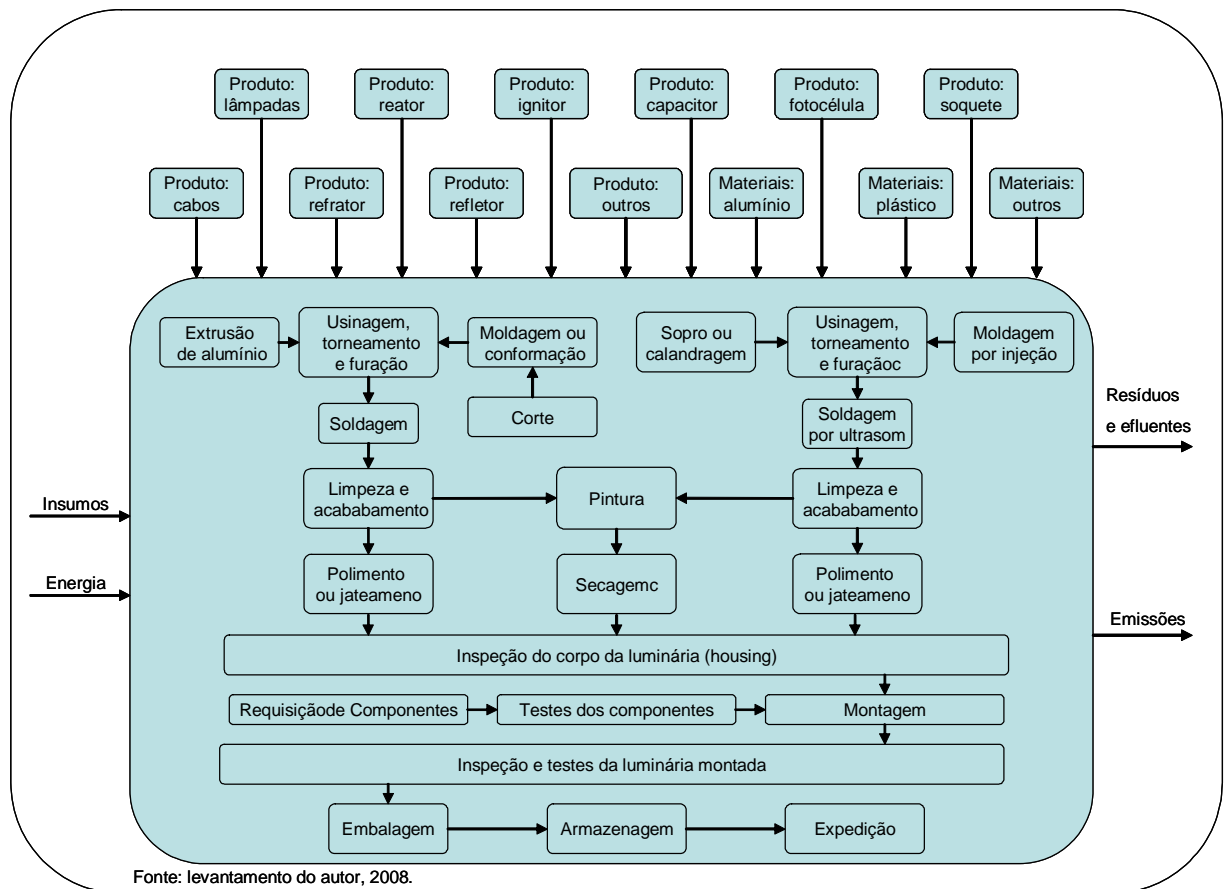 Produto:
lâmpadas
Produto:
reator
Produto:
ignitor
Produto:
capacitor
Produto:
fotocélula
Produto:
soquete
Produto:
cabos
Produto:
refrator
Produto:
refletor
Produto:
outros
Materiais:
alumínio
Materiais:
plástico
Materiais:
outros
Extrusão
de alumínio
Usinagem,
torneamento
e furação
Moldagem ou
conformação
Sopro ou
calandragem
Usinagem,
torneamento
e furaçãoc
Moldagem
por injeção
Soldagem
Corte
Soldagem
por ultrasom
Resíduos
e efluentes
Insumos
Limpeza e
acababamento
Pintura
Limpeza e
acababamento
Energia
Polimento
ou jateameno
Secagemc
Polimento
ou jateameno
Emissões
Inspeção do corpo da luminária (housing)
Requisiçãode Componentes
Testes dos componentes
Montagem
Inspeção e testes da luminária montada
Embalagem
Armazenagem
Expedição
Fonte: levantamento do autor, 2008.